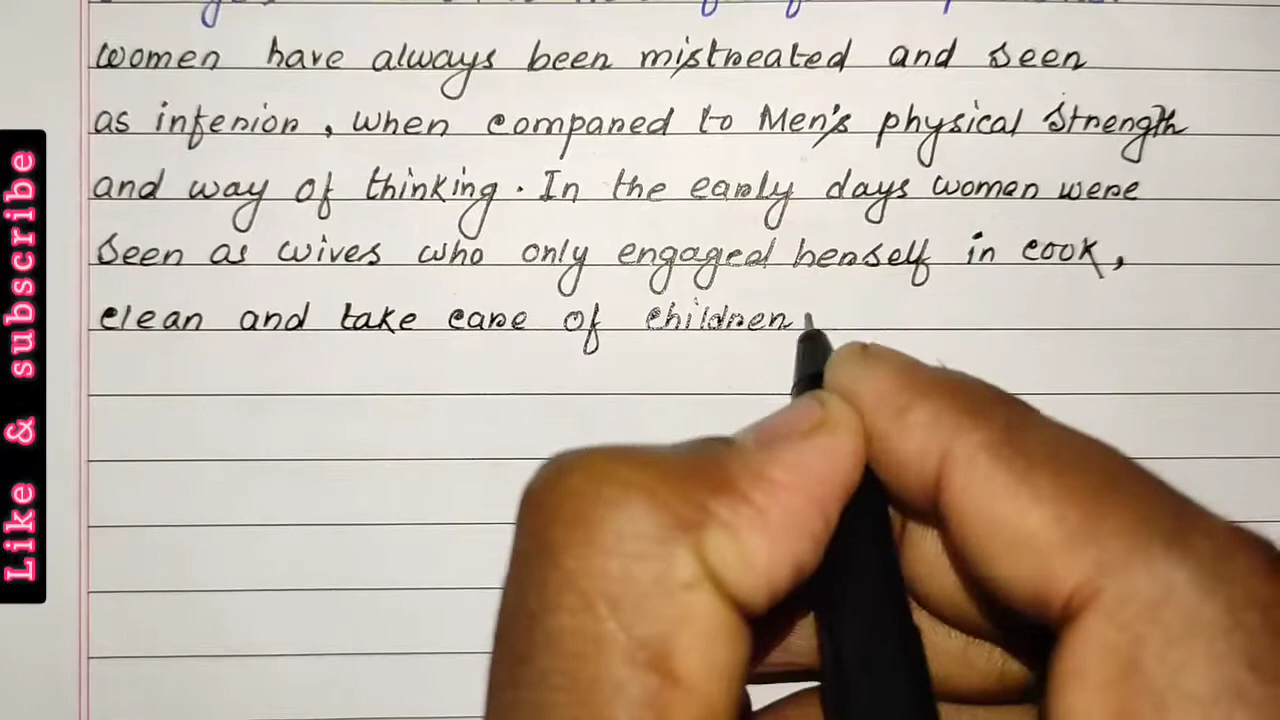 women have always been mistreated and seen
as inferior, when compared to Men's physical strength
and way of thinking. In the early days women were
seen as wives who only engaged herself in cook,
clean and take care of children
Like & subscribe